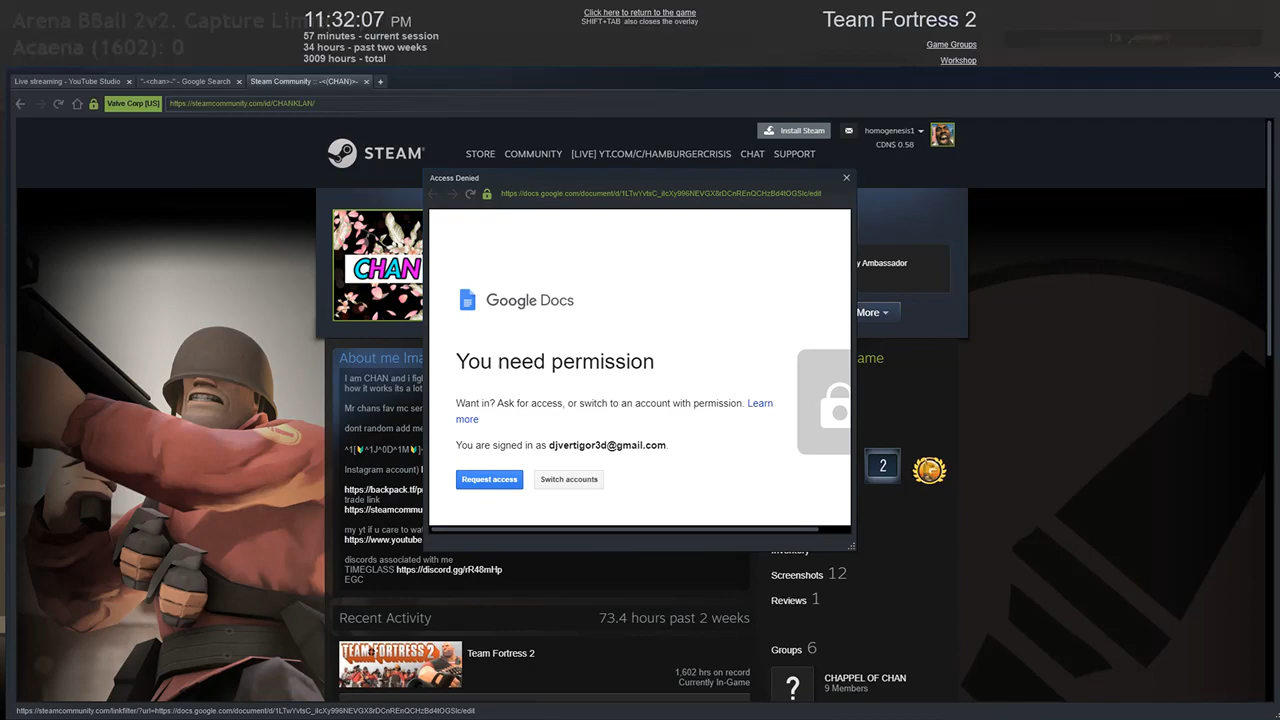 Arena BBall 2v2. Capture Lim
Acaena (1602): 0
11:32:07 PM
57 minutes - current session
34 hours - past two weeks
3009 hours - total
Click here to return to the game
SHIFT+TAB also closes the overlay
Team Fortress 2
Game Groups
Workshop
Live streaming - YouTube Studio × "-<chan>-" - Google Search × Steam Community :: -<(CHAN)>- × +
Valve Corp [US] https://steamcommunity.com/id/CHANKLAN/
Install Steam
homogenesis1
CDN$ 0.58
STEAM
STORE COMMUNITY [LIVE] YT.COM/C/HAMBURGERCRISIS CHAT SUPPORT
Access Denied
https://docs.google.com/document/d/1LTwYvtsC_ilcXy996NEVGX8rDCnREnQCHzBd4tOGSlc/edit
CHAN
y Ambassador
More
Google Docs
You need permission
Want in? Ask for access, or switch to an account with permission. Learn
more
You are signed in as djvertigor3d@gmail.com.
Request access Switch accounts
About me Ima
I am CHAN and i figh
how it works its a lot
Mr chans fav mc ser
dont random add me
^1[🔰^1J^0D^1M🔰]-
Instagram account)
https://backpack.tf/pr
trade link
https://steamcommu
my yt if u care to wat
https://www.youtube
discords associated with me
TIMEGLASS https://discord.gg/rR48mHp
EGC
ame
2
Inventory
Screenshots 12
Reviews 1
Groups 6
Recent Activity 73.4 hours past 2 weeks
TEAM FORTRESS 2
Team Fortress 2
1,602 hrs on record
Currently In-Game
?
CHAPPEL OF CHAN
9 Members
https://steamcommunity.com/linkfilter/?url=https://docs.google.com/document/d/1LTwYvtsC_ilcXy996NEVGX8rDCnREnQCHzBd4tOGSlc/edit